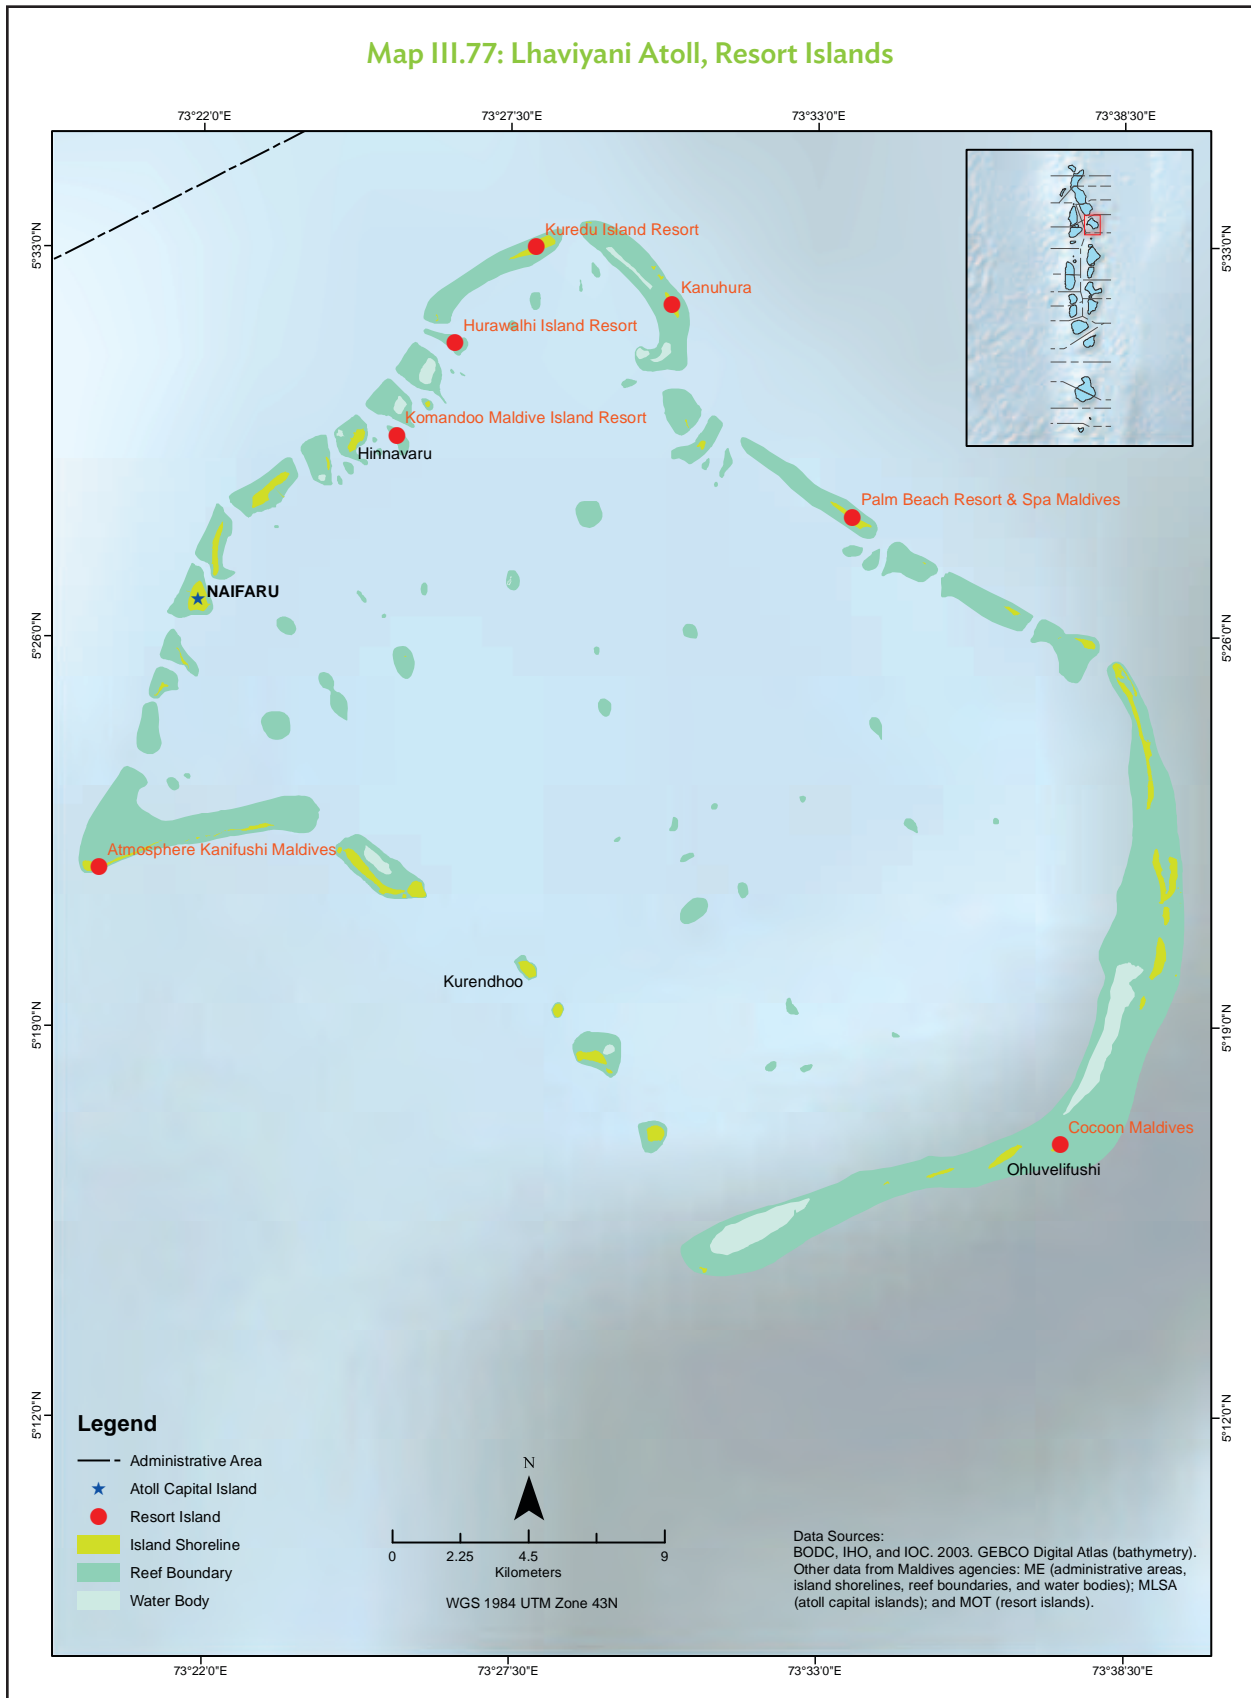 Map III.77: Lhaviyani Atoll, Resort Islands
73°22'0"E
73°27'30"E
73°33'0"E
73°38'30"E
5°33'0"N
5°33'0"N
Kuredu Island Resort
Kanuhura
Hurawalhi Island Resort
Komandoo Maldive Island Resort
Hinnavaru
Palm Beach Resort & Spa Maldives
NAIFARU
5°26'0"N
5°26'0"N
Atmosphere Kanifushi Maldives
Kurendhoo
5°19'0"N
5°19'0"N
Cocoon Maldives
Ohluvelifushi
5°12'0"N
5°12'0"N
Legend
Administrative Area
Atoll Capital Island
Resort Island
Island Shoreline
Reef Boundary
Water Body
N
0 2.25 4.5 9
Kilometers
WGS 1984 UTM Zone 43N
Data Sources:
BODC, IHO, and IOC. 2003. GEBCO Digital Atlas (bathymetry).
Other data from Maldives agencies: ME (administrative areas,
island shorelines, reef boundaries, and water bodies); MLSA
(atoll capital islands); and MOT (resort islands).
73°22'0"E
73°27'30"E
73°33'0"E
73°38'30"E